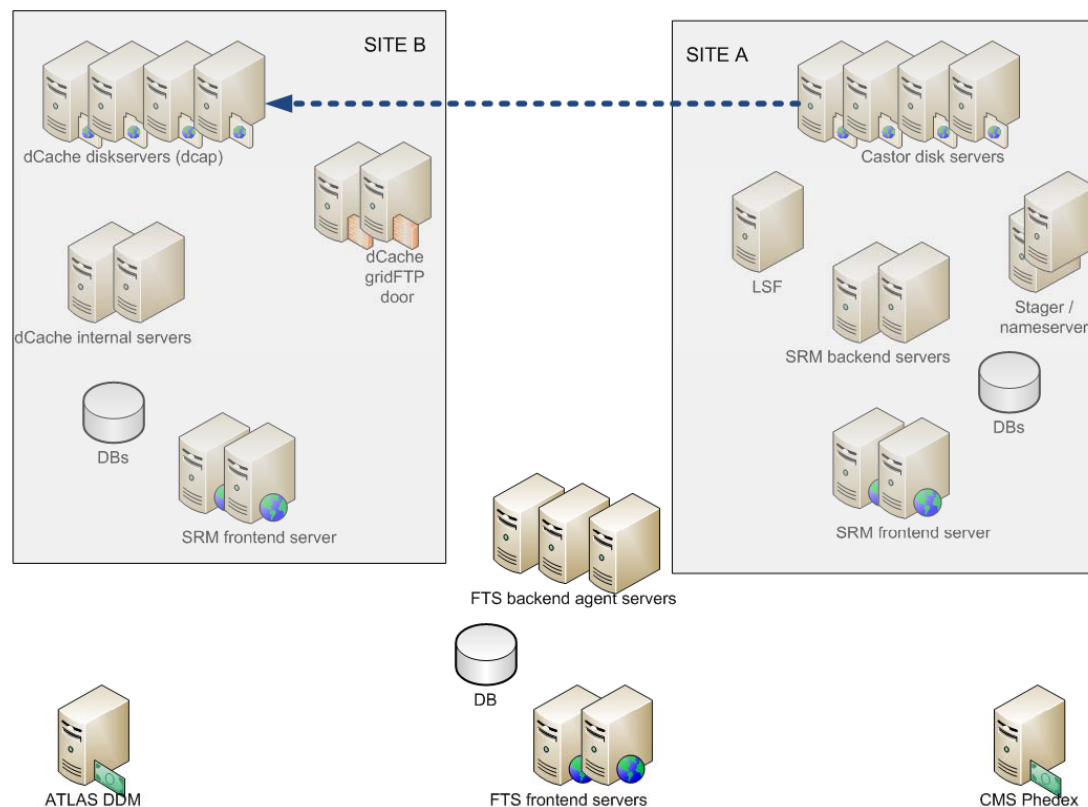 SITE B
SITE A
dCache diskservers (dcap)
Castor disk servers
dCache
gridFTP
door
LSF
Stager /
nameserver
dCache internal servers
SRM backend servers
DBs
DBs
SRM frontend server
SRM frontend server
FTS backend agent servers
DB
ATLAS DDM
FTS frontend servers
CMS Phedex